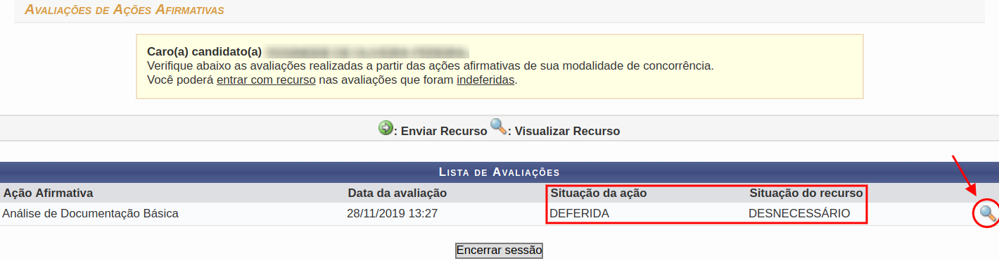 Avaliações de Ações Afirmativas
Caro(a) candidato(a)
Verifique abaixo as avaliações realizadas a partir das ações afirmativas de sua modalidade de concorrência.
Você poderá entrar com recurso nas avaliações que foram indeferidas.
: Enviar Recurso : Visualizar Recurso
Lista de Avaliações
Ação Afirmativa Data da avaliação Situação da ação Situação do recurso
Análise de Documentação Básica 28/11/2019 13:27 DEFERIDA DESNECESSÁRIO
Encerrar sessão